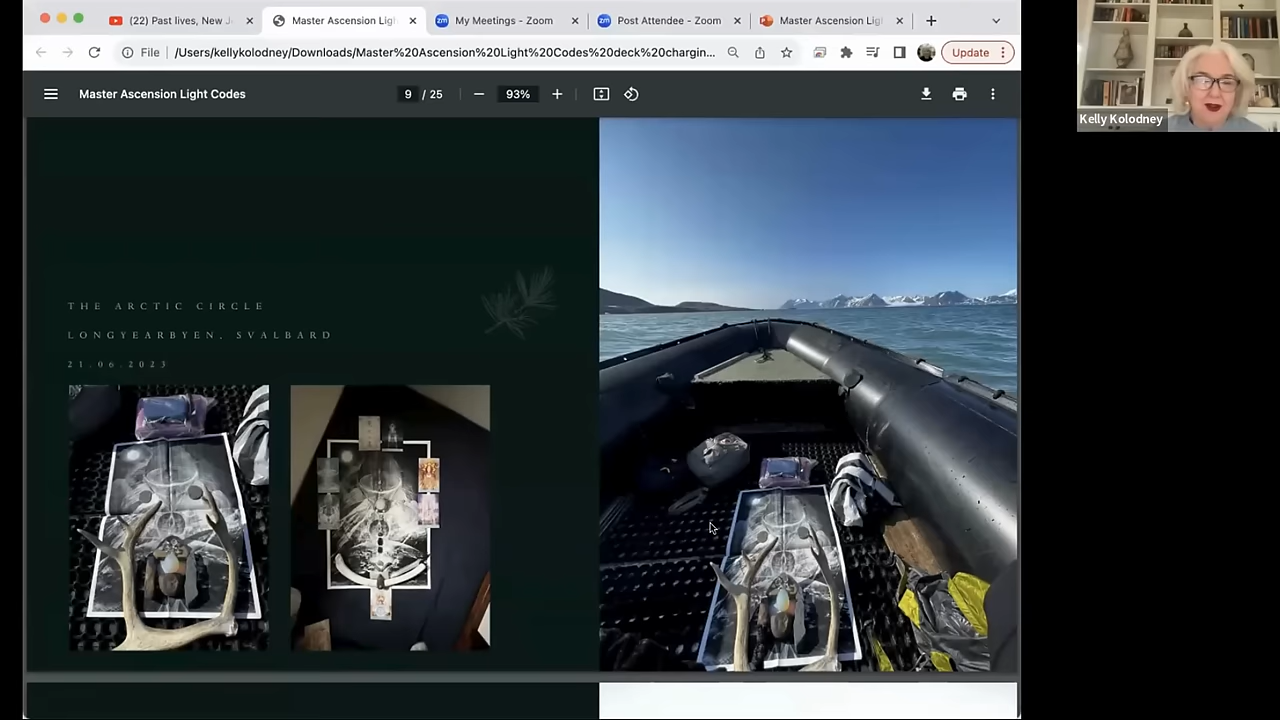 (22) Past lives, New J
Master Ascension Ligh
My Meetings - Zoom
Post Attendee - Zoom
Master Ascension Ligh
File
/Users/kellykolodney/Downloads/Master%20Ascension%20Light%20Codes%20deck%20chargin...
Update
Master Ascension Light Codes
9 / 25
93%
THE ARCTIC CIRCLE
LONGYEARBYEN, SVALBARD
21.06.2023
Kelly Kolodney